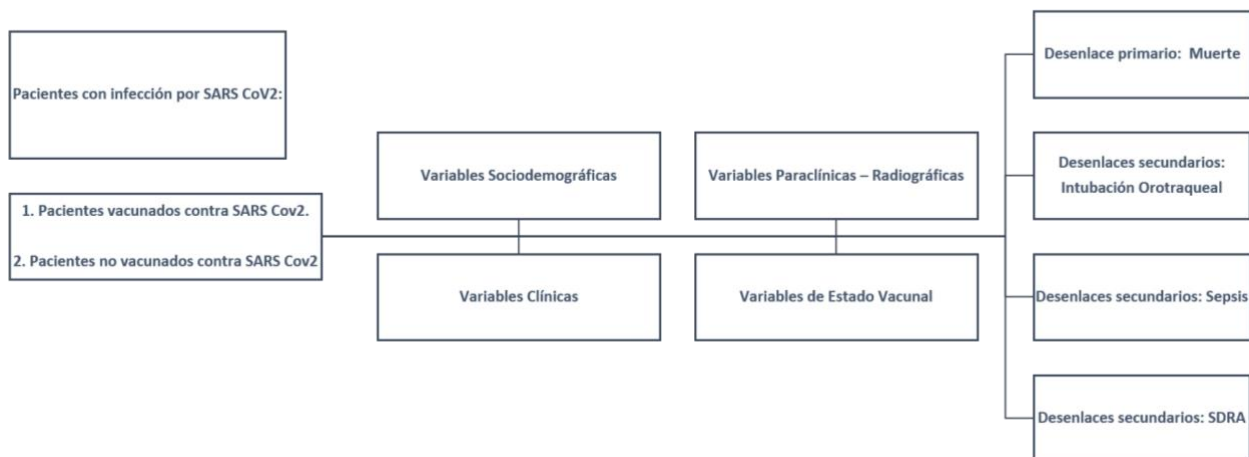 Pacientes con infección por SARS CoV2:
1. Pacientes vacunados contra SARS Cov2.
2. Pacientes no vacunados contra SARS Cov2
Variables Sociodemográficas
Variables Paraclínicas – Radiográficas
Variables Clínicas
Variables de Estado Vacunal
Desenlace primario: Muerte
Desenlaces secundarios:
Intubación Orotraqueal
Desenlaces secundarios: Sepsis
Desenlaces secundarios: SDRA